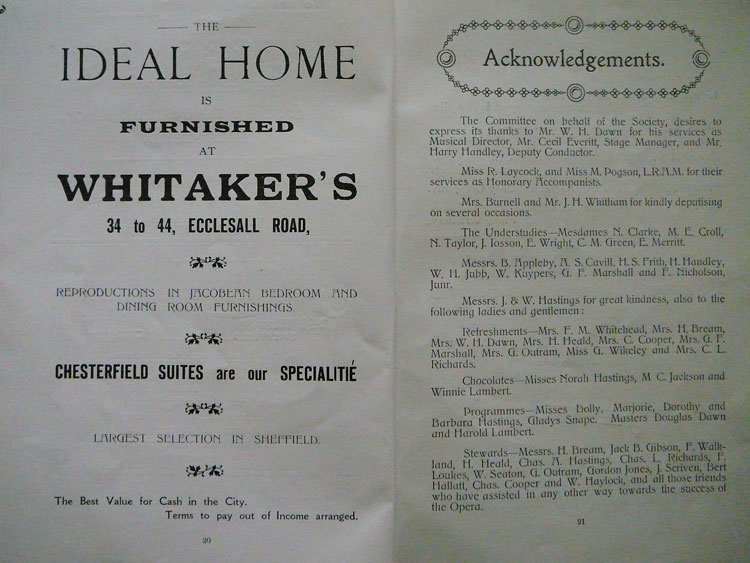 THE
IDEAL HOME
IS
FURNISHED
AT
WHITAKER'S
34 to 44, ECCLESALL ROAD,
REPRODUCTIONS IN JACOBEAN BEDROOM AND
DINING ROOM FURNISHINGS.
CHESTERFIELD SUITES are our SPECIALITIÉ
LARGEST SELECTION IN SHEFFIELD.
The Best Value for Cash in the City.
Terms to pay out of Income arranged.
20
Acknowledgements.
The Committee on behalf of the Society, desires to
express its thanks to Mr. W. H. Dawn for his services as
Musical Director, Mr. Cecil Everitt, Stage Manager, and Mr.
Harry Handley, Deputy Conductor.
Miss R. Laycock, and Miss M. Pogson, L.R.A.M. for their
services as Honorary Accompanists.
Mrs. Burnell and Mr. J. H. Whitham for kindly deputising
on several occasions.
The Understudies—Mesdames N. Clarke, M. E. Croll,
N. Taylor, J. Iosson, E. Wright, C. M. Green, E. Merritt.
Messrs. B. Appleby, A. S. Cavill, H. S. Frith, H. Handley,
W. H. Jubb, W. Kuypers, G. F. Marshall and F. Nicholson,
Junr.
Messrs. J. & W. Hastings for great kindness, also to the
following ladies and gentlemen :
Refreshments—Mrs. F. M. Whitehead, Mrs. H. Bream,
Mrs. W. H. Dawn, Mrs. H. Heald, Mrs. C. Cooper, Mrs. G. F.
Marshall, Mrs. G. Outram, Miss G. Wikeley and Mrs. C. L.
Richards.
Chocolates—Misses Norah Hastings, M. C. Jackson and
Winnie Lambert.
Programmes—Misses Dolly, Marjorie, Dorothy and
Barbara Hastings, Gladys Snape. Masters Douglas Dawn
and Harold Lambert.
Stewards—Messrs. H. Bream, Jack B. Gibson, F. Walk-
land, H. Heald, Chas. A. Hastings, Chas. L. Richards, F.
Loakes, W. Seaton, G. Outram, Gordon Jones, J. Scriven, Bert
Hallatt, Chas. Cooper and W. Haylock, and all those friends
who have assisted in any other way towards the success of
the Opera.
21